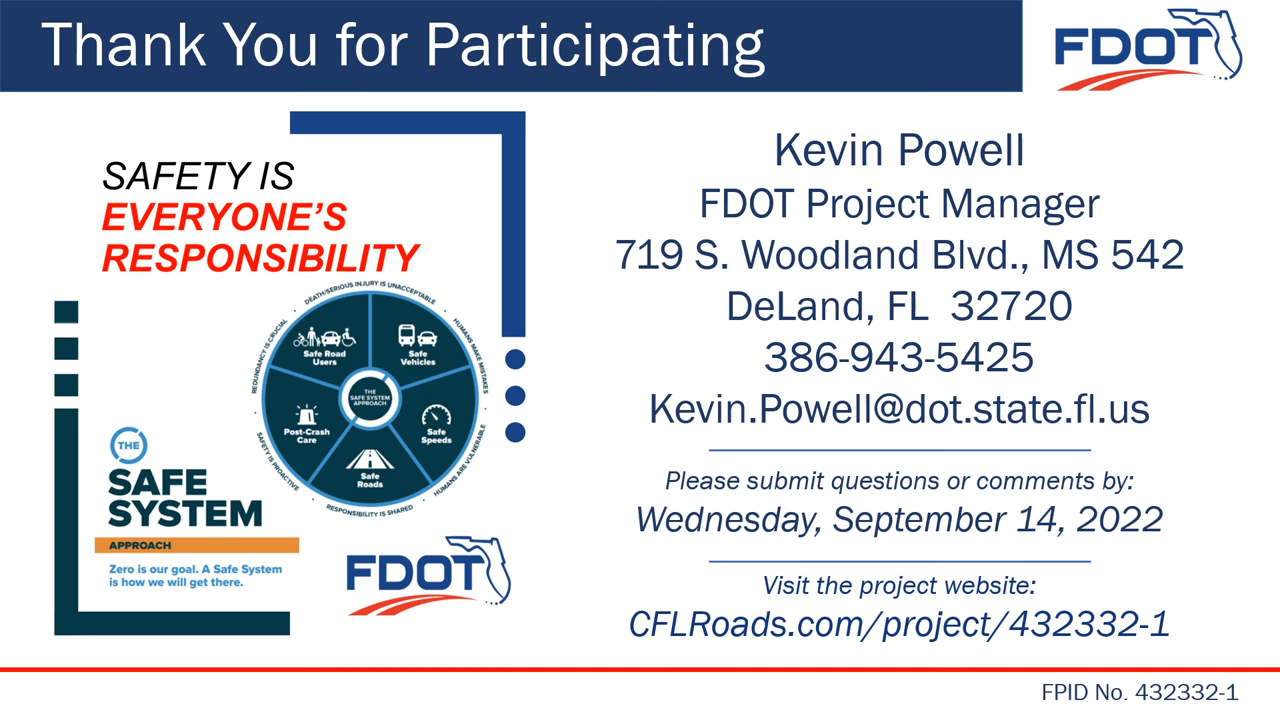 Thank You for Participating
FDOT
SAFETY IS
EVERYONE'S
RESPONSIBILITY
DEATH/SERIOUS INJURY IS UNACCEPTABLE
HUMANS MAKE MISTAKES
HUMANS ARE VULNERABLE
RESPONSIBILITY IS SHARED
SAFETY IS PROACTIVE
REDUNDANCY IS CRUCIAL
Safe Road
Users
Safe
Vehicles
THE
SAFE SYSTEM
APPROACH
Post-Crash
Care
Safe
Speeds
Safe
Roads
THE
SAFE
SYSTEM
APPROACH
Zero is our goal. A Safe System
is how we will get there.
FDOT
Kevin Powell
FDOT Project Manager
719 S. Woodland Blvd., MS 542
DeLand, FL  32720
386-943-5425
Kevin.Powell@dot.state.fl.us
Please submit questions or comments by:
Wednesday, September 14, 2022
Visit the project website:
CFLRoads.com/project/432332-1
FPID No. 432332-1